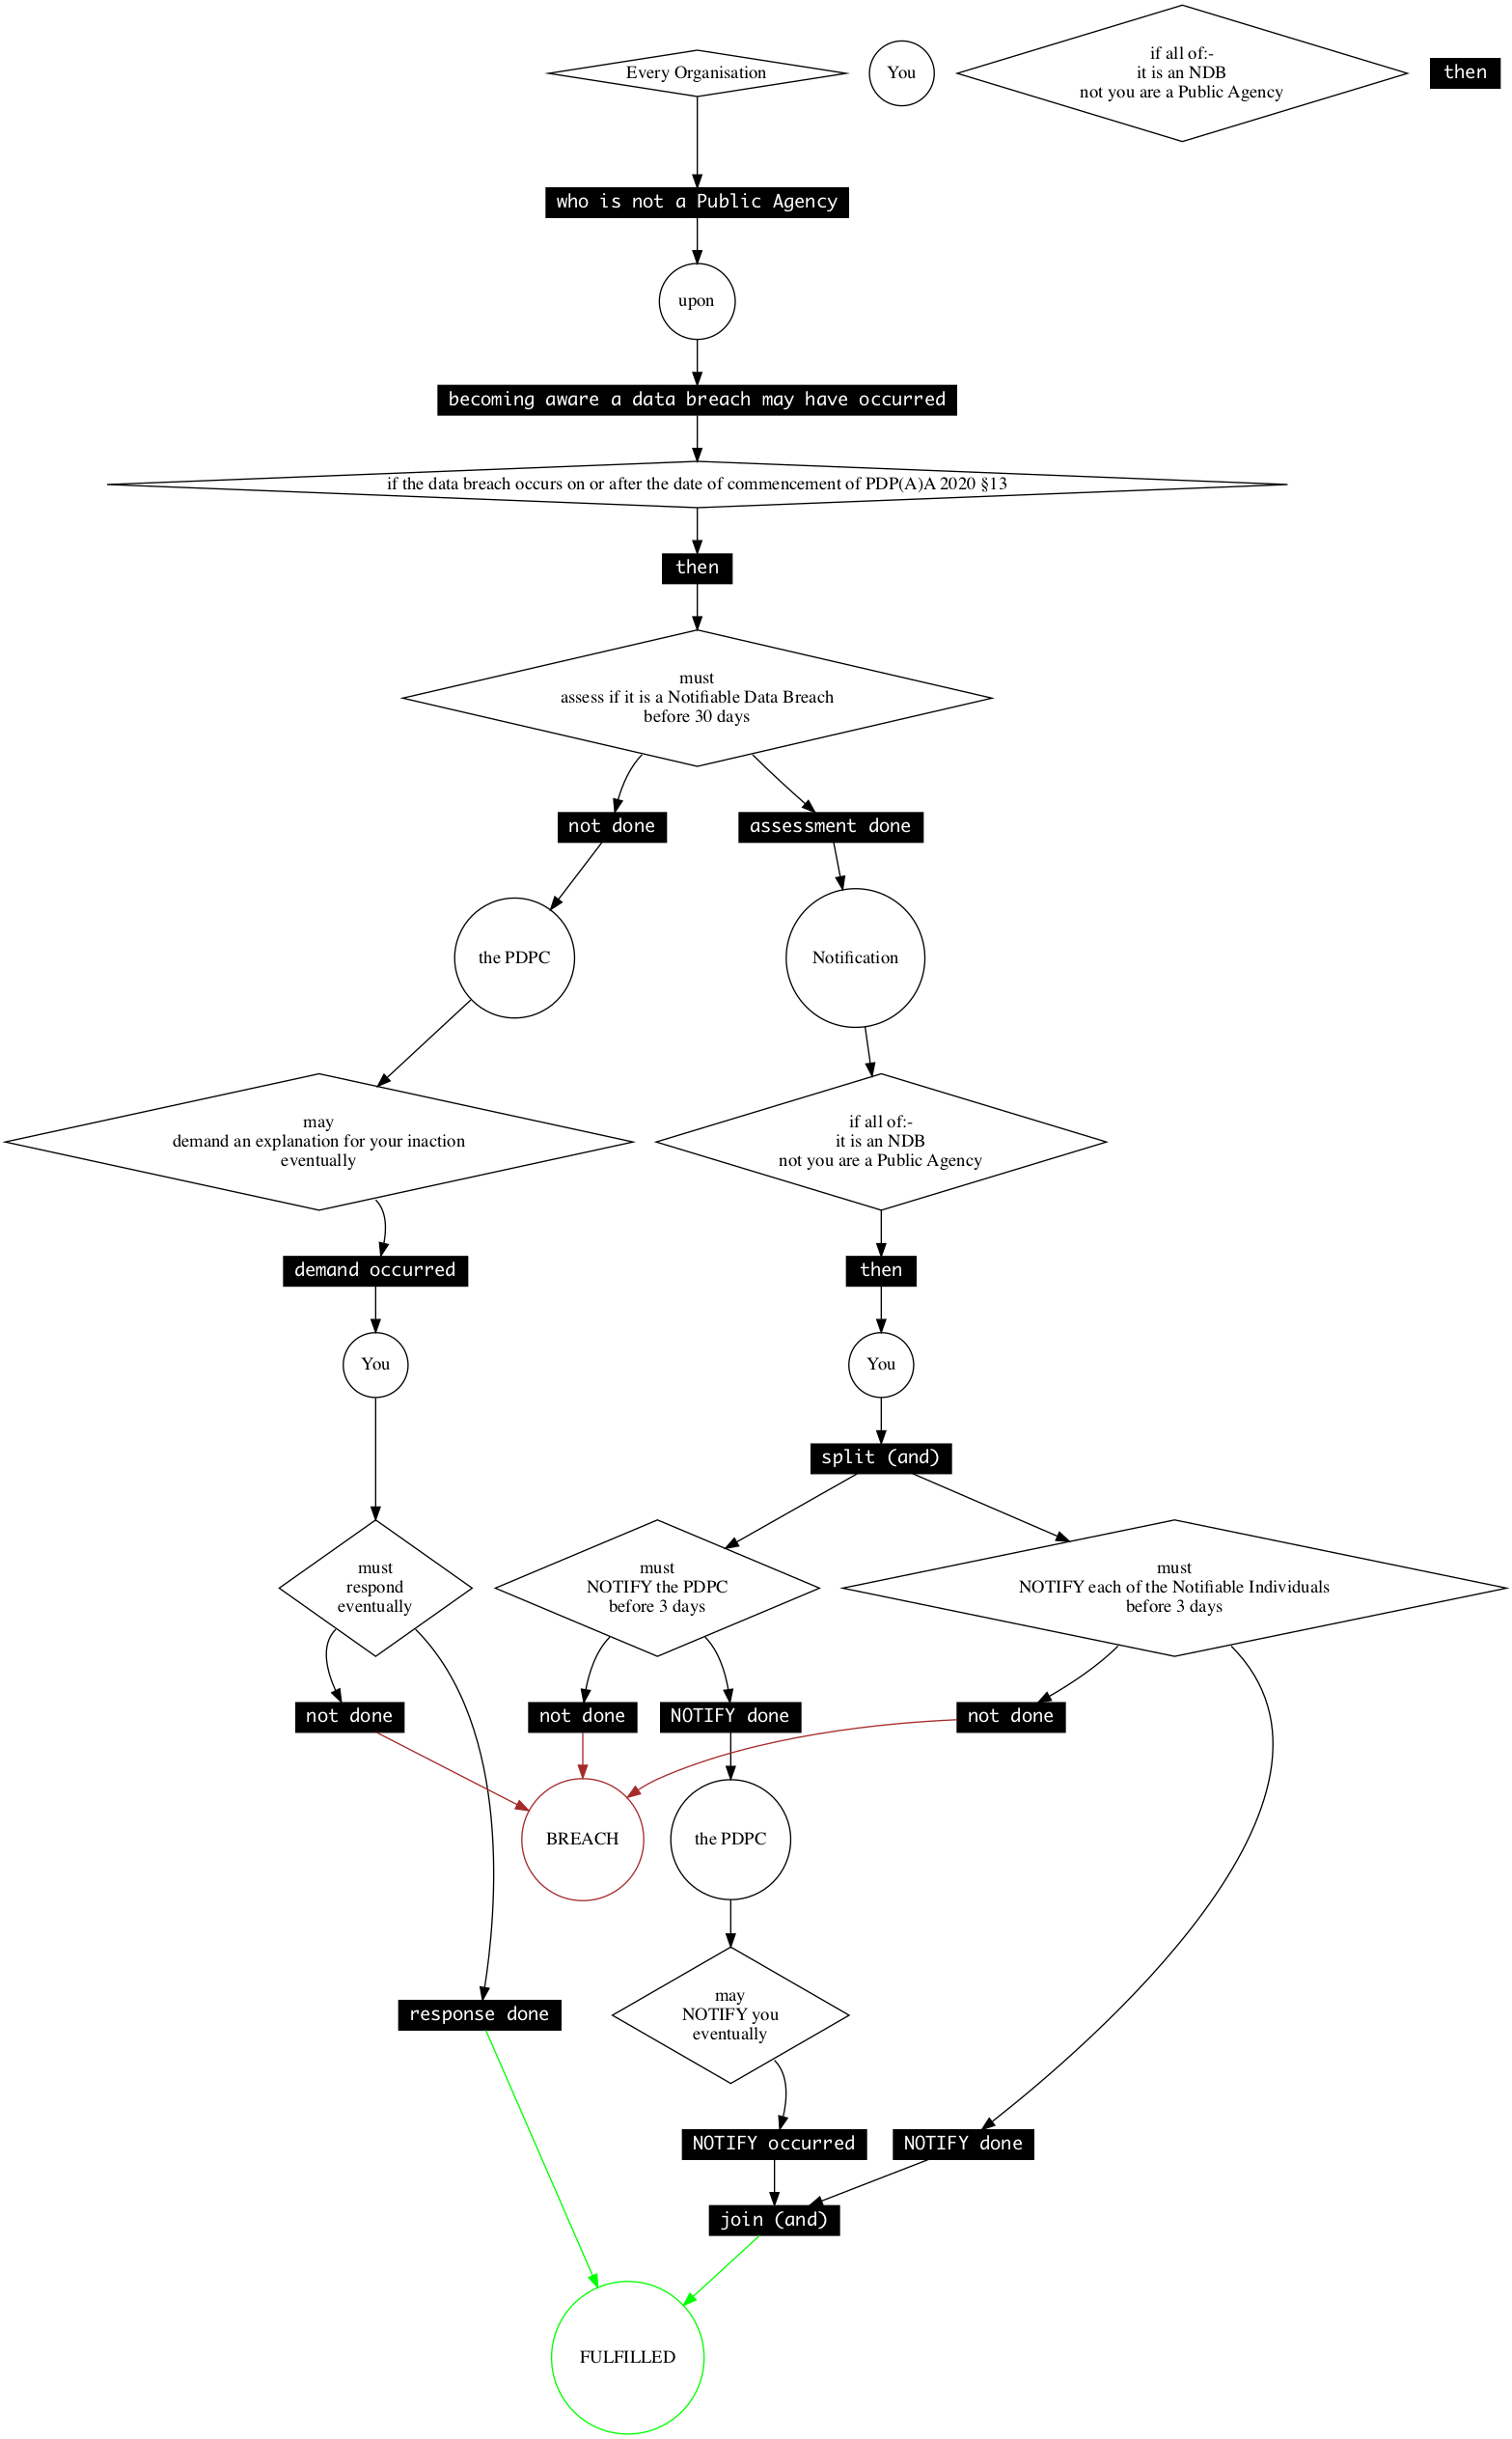 Every Organisation
You
if all of:-
it is an NDB
not you are a Public Agency
then
who is not a Public Agency
upon
becoming aware a data breach may have occurred
if the data breach occurs on or after the date of commencement of PDP(A)A 2020 §13
then
must
assess if it is a Notifiable Data Breach
before 30 days
not done
assessment done
the PDPC
Notification
may
demand an explanation for your inaction
eventually
if all of:-
it is an NDB
not you are a Public Agency
demand occurred
then
You
You
split (and)
must
respond
eventually
must
NOTIFY the PDPC
before 3 days
must
NOTIFY each of the Notifiable Individuals
before 3 days
not done
not done
NOTIFY done
not done
BREACH
the PDPC
response done
may
NOTIFY you
eventually
NOTIFY occurred
NOTIFY done
join (and)
FULFILLED